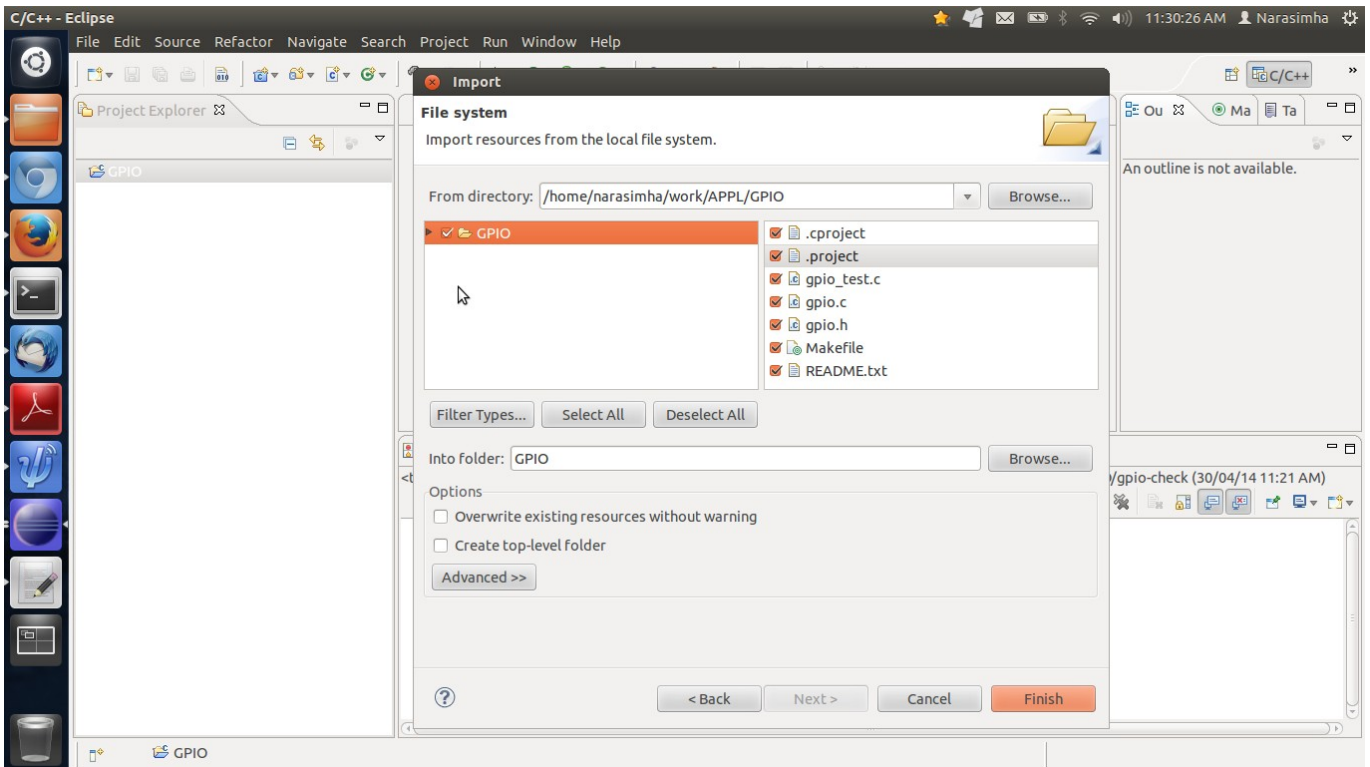 C/C++ - Eclipse
11:30:26 AM Narasimha
File Edit Source Refactor Navigate Search Project Run Window Help
C/C++ »
Project Explorer
GPIO
Import
File system
Import resources from the local file system.
From directory: /home/narasimha/work/APPL/GPIO Browse...
GPIO
.cproject
.project
gpio_test.c
gpio.c
gpio.h
Makefile
README.txt
Filter Types... Select All Deselect All
Into folder: GPIO Browse...
Options
Overwrite existing resources without warning
Create top-level folder
Advanced >>
< Back Next > Cancel Finish
Ou Ma Ta
An outline is not available.
<t
/gpio-check (30/04/14 11:21 AM)
GPIO